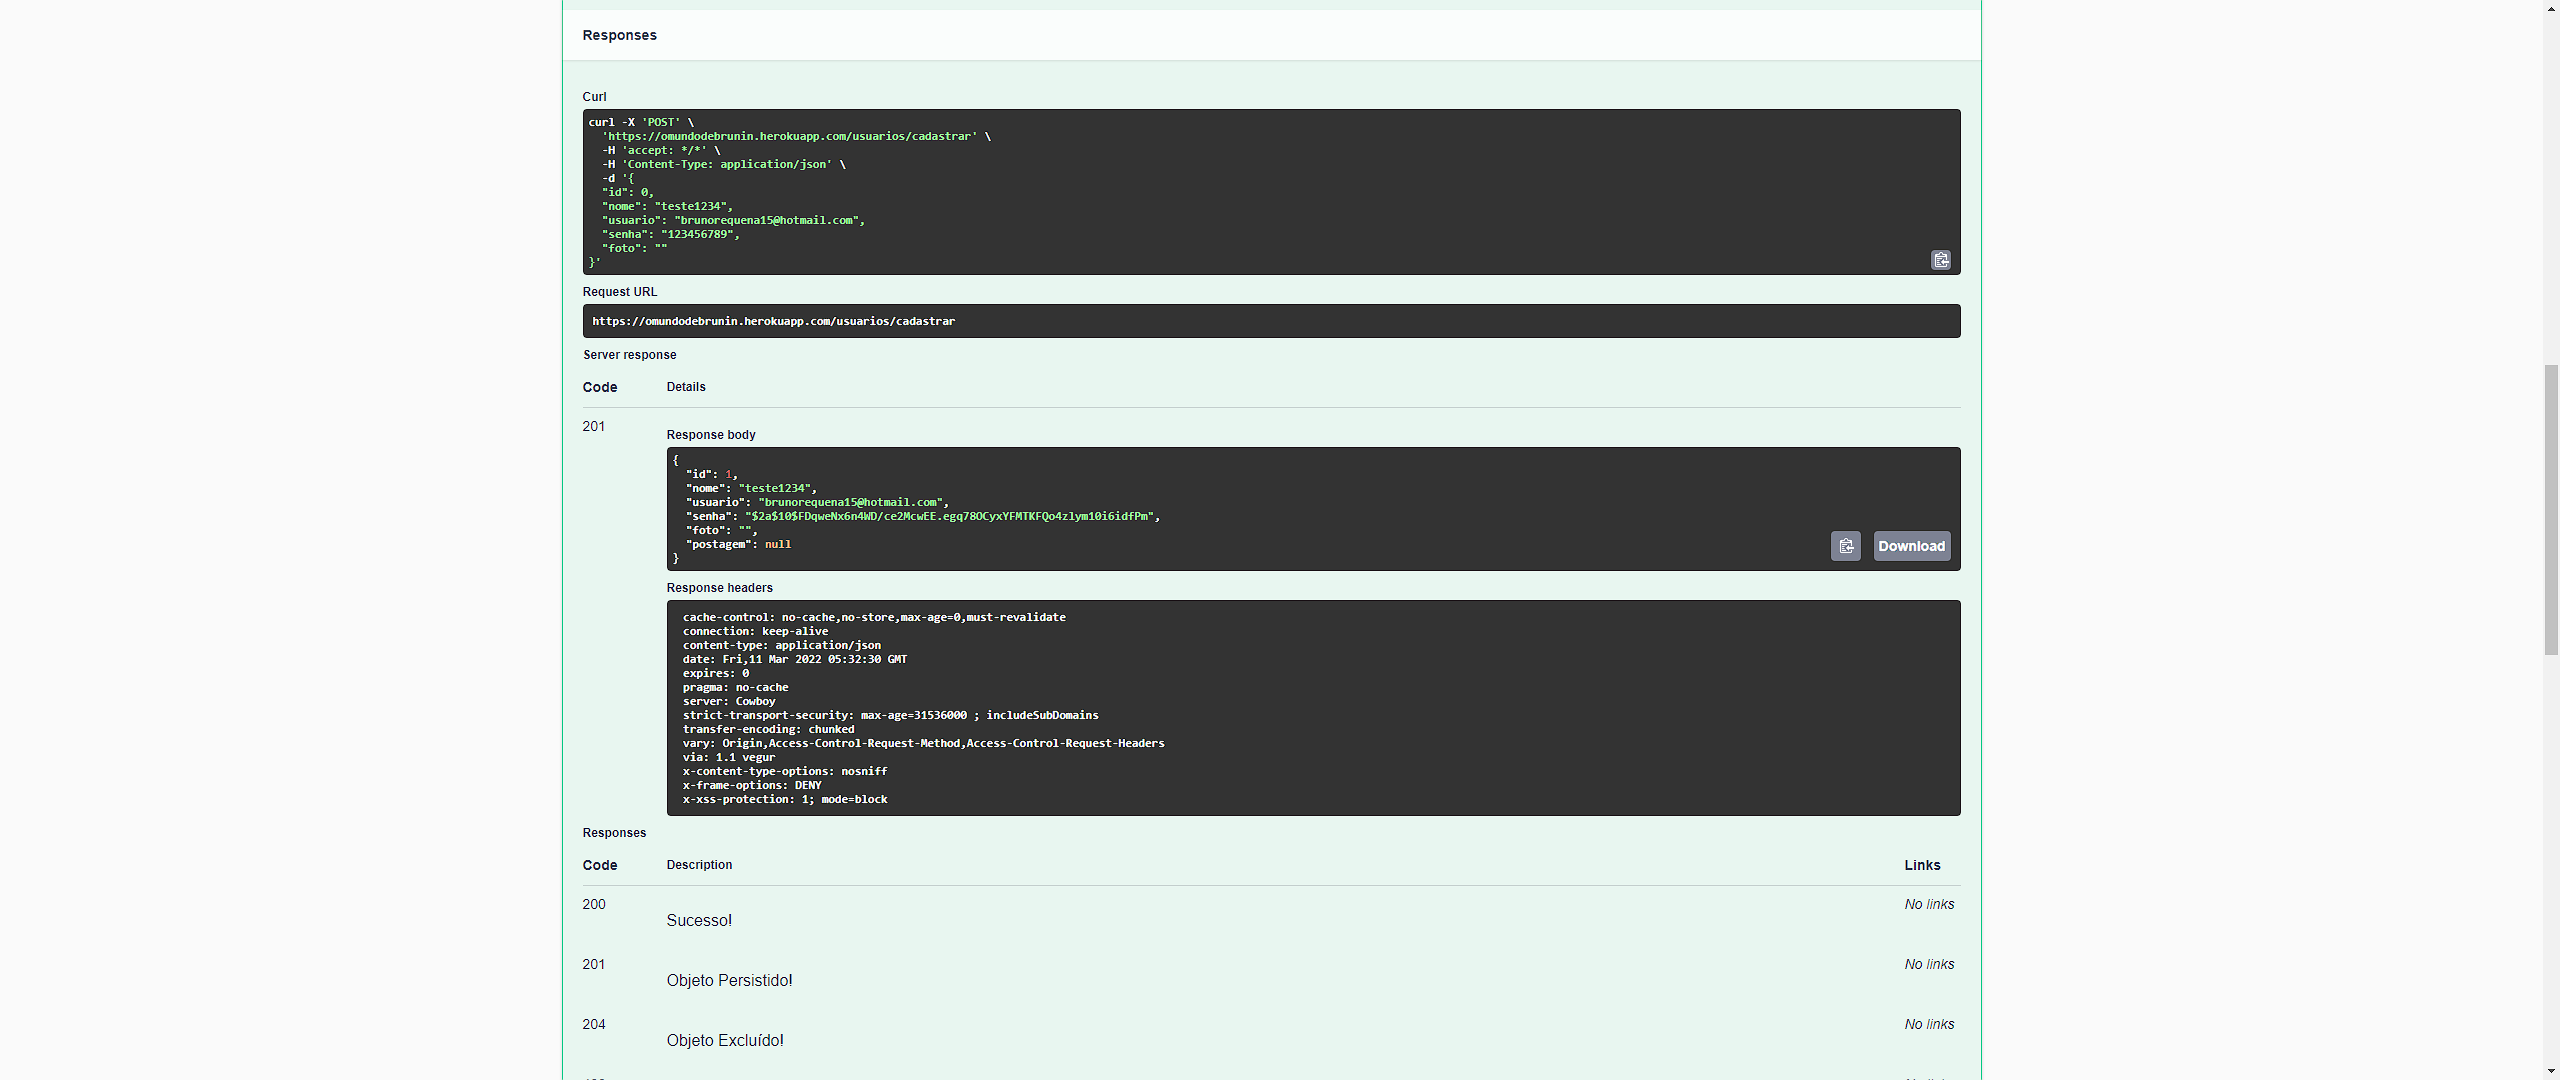 Responses
Curl
curl -X 'POST' \
  'https://omundodebrunin.herokuapp.com/usuarios/cadastrar' \
  -H 'accept: */*' \
  -H 'Content-Type: application/json' \
  -d '{
  "id": 0,
  "nome": "teste1234",
  "usuario": "brunorequena15@hotmail.com",
  "senha": "123456789",
  "foto": ""
}'
Request URL
https://omundodebrunin.herokuapp.com/usuarios/cadastrar
Server response
Code Details
201
Response body
{
  "id": 1,
  "nome": "teste1234",
  "usuario": "brunorequena15@hotmail.com",
  "senha": "$2a$10$FDqweNx6n4WD/ce2McwEE.egq78OCyxYFMTKFQo4zlym10i6idfPm",
  "foto": "",
  "postagem": null
}
Download
Response headers
cache-control: no-cache,no-store,max-age=0,must-revalidate
connection: keep-alive
content-type: application/json
date: Fri,11 Mar 2022 05:32:30 GMT
expires: 0
pragma: no-cache
server: Cowboy
strict-transport-security: max-age=31536000 ; includeSubDomains
transfer-encoding: chunked
vary: Origin,Access-Control-Request-Method,Access-Control-Request-Headers
via: 1.1 vegur
x-content-type-options: nosniff
x-frame-options: DENY
x-xss-protection: 1; mode=block
Responses
Code Description Links
200 No links
Sucesso!
201 No links
Objeto Persistido!
204 No links
Objeto Excluído!